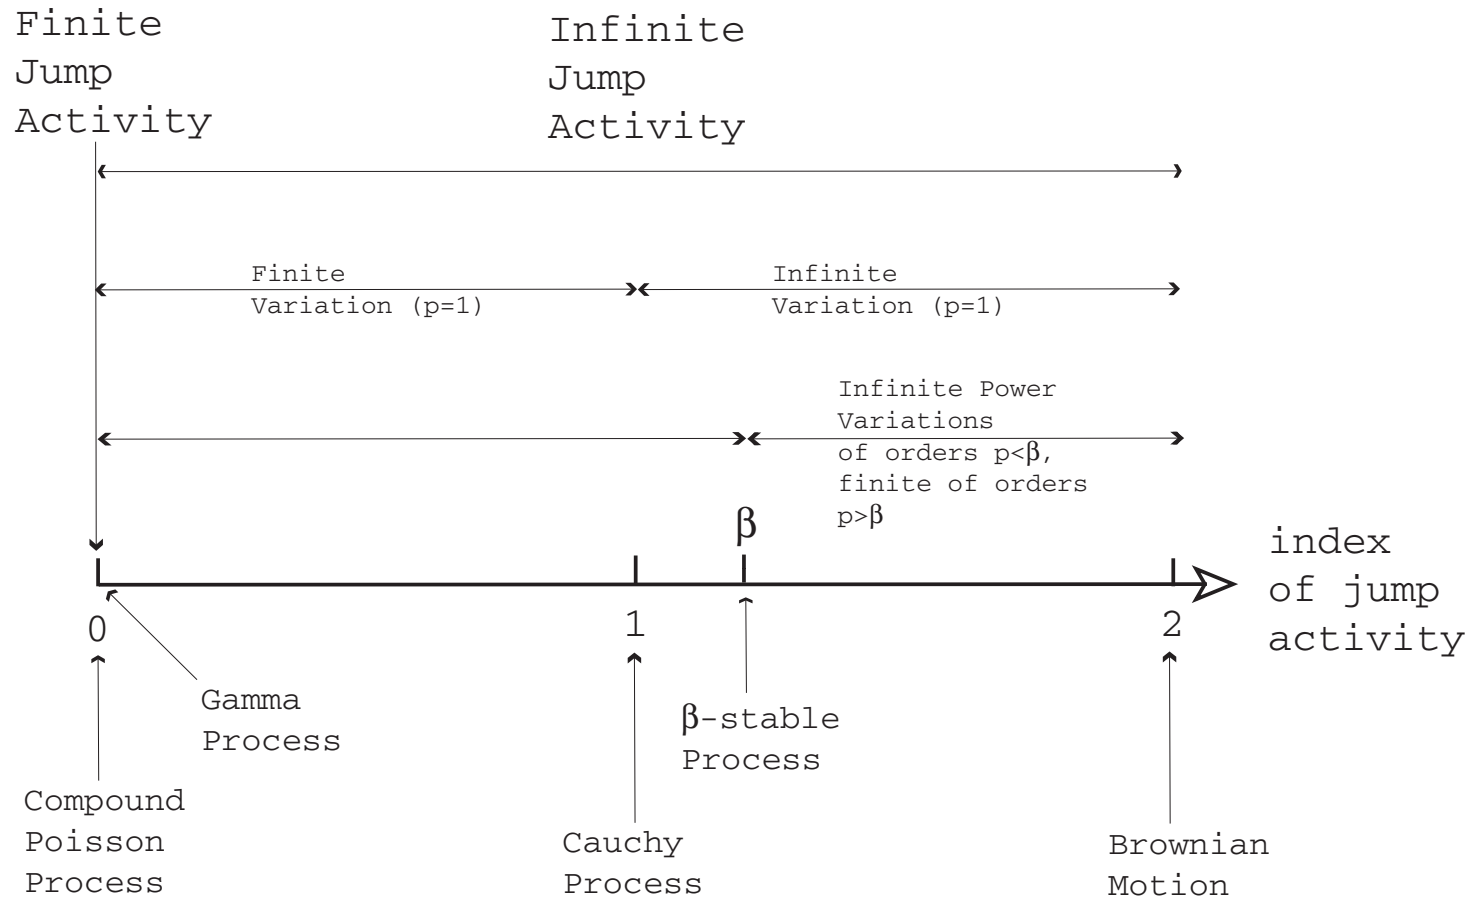 Finite
Jump
Activity
Infinite
Jump
Activity
Finite
Variation (p=1)
Infinite
Variation (p=1)
Infinite Power
Variations
of orders p<β,
finite of orders
p>β
β
index
of jump
activity
0
1
2
Gamma
Process
β-stable
Process
Compound
Poisson
Process
Cauchy
Process
Brownian
Motion